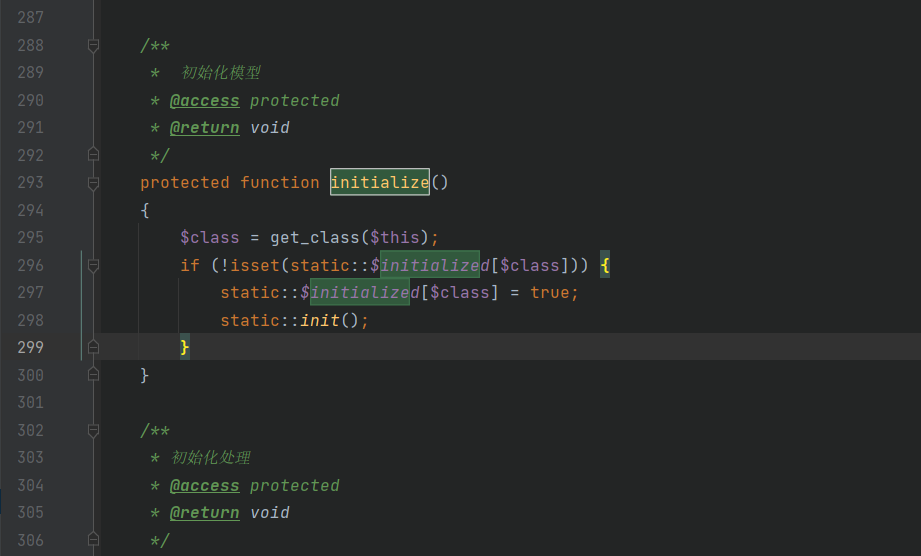 287
288 /**
289 * 初始化模型
290 * @access protected
291 * @return void
292 */
293 protected function initialize()
294 {
295 $class = get_class($this);
296 if (!isset(static::$initialized[$class])) {
297 static::$initialized[$class] = true;
298 static::init();
299 }
300 }
301
302 /**
303 * 初始化处理
304 * @access protected
305 * @return void
306 */